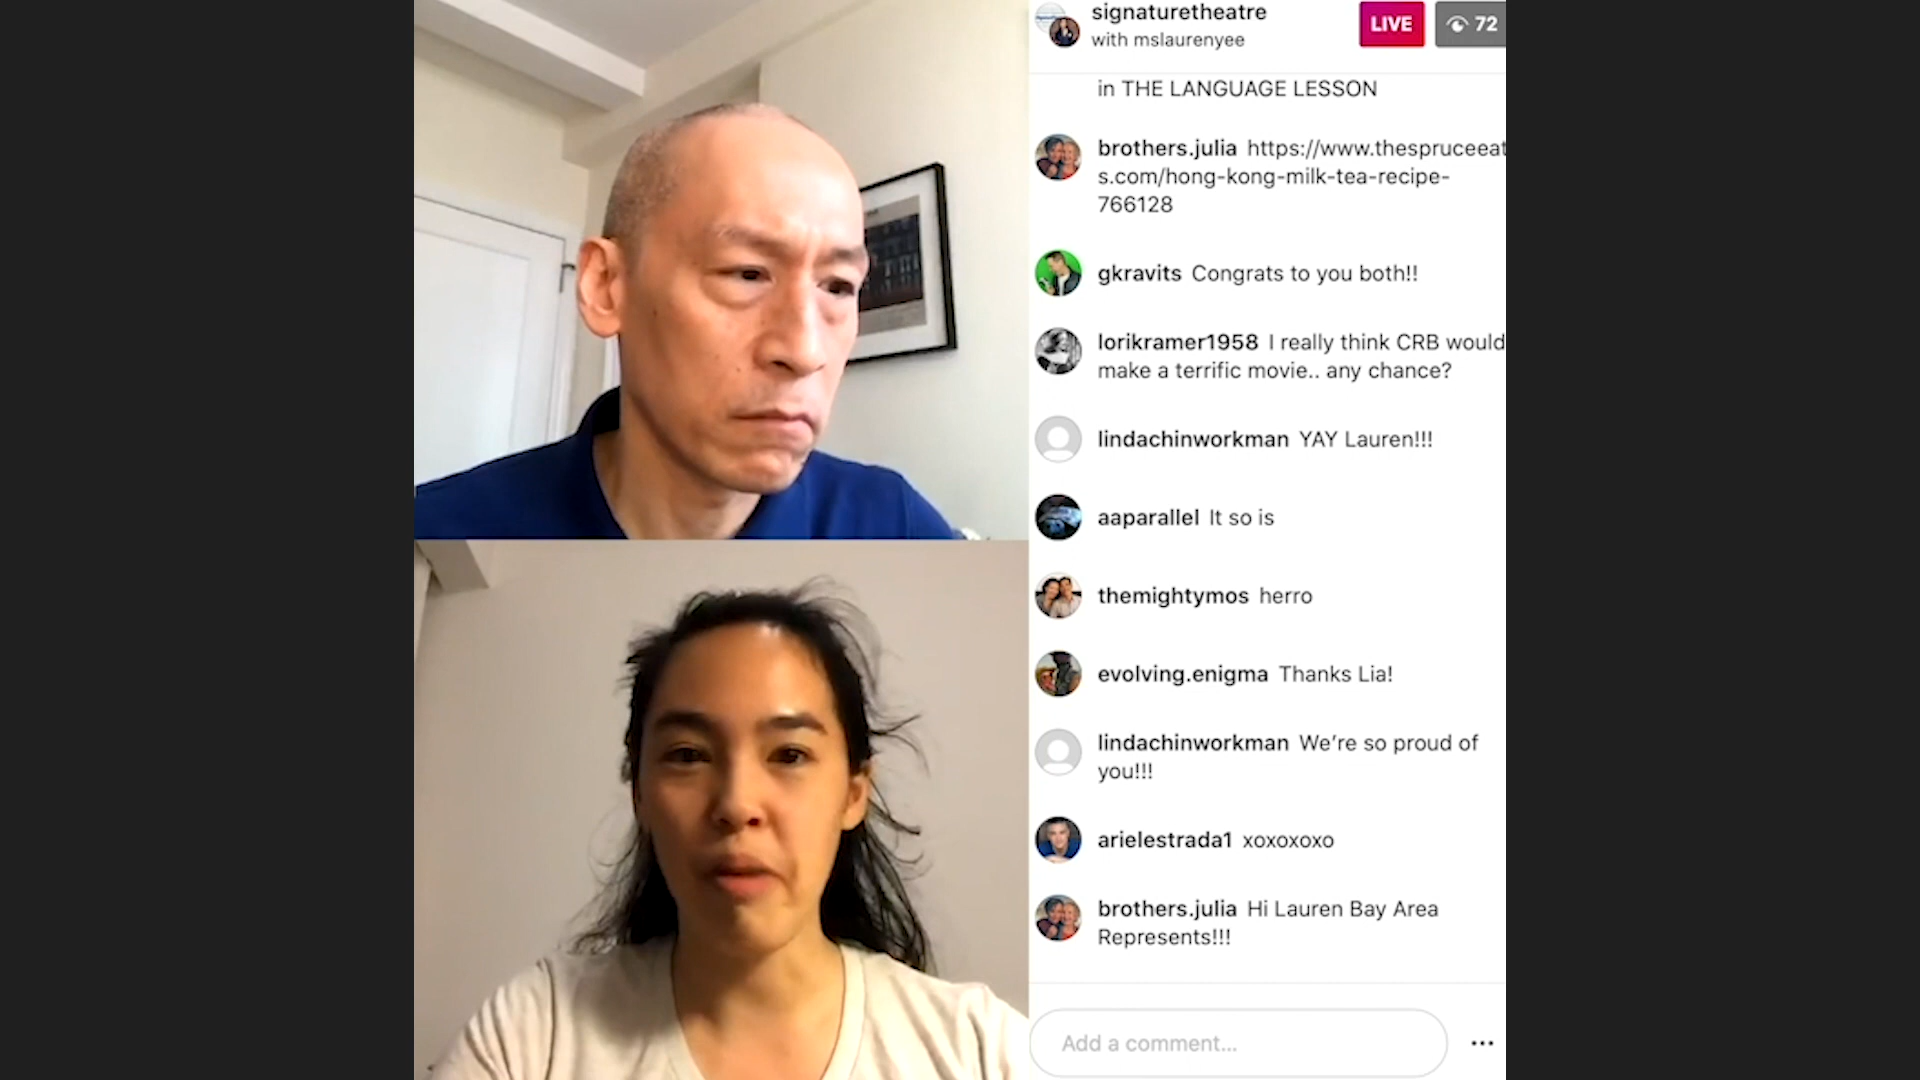 signaturetheatre
with mslaurenyee
LIVE
72
in THE LANGUAGE LESSON
brothers.julia https://www.thespruceeat
s.com/hong-kong-milk-tea-recipe-
766128
gkravits Congrats to you both!!
lorikramer1958 I really think CRB would
make a terrific movie.. any chance?
lindachinworkman YAY Lauren!!!
aaparallel It so is
themightymos herro
evolving.enigma Thanks Lia!
lindachinworkman We’re so proud of
you!!!
arielestrada1 xoxoxoxo
brothers.julia Hi Lauren Bay Area
Represents!!!
Add a comment...